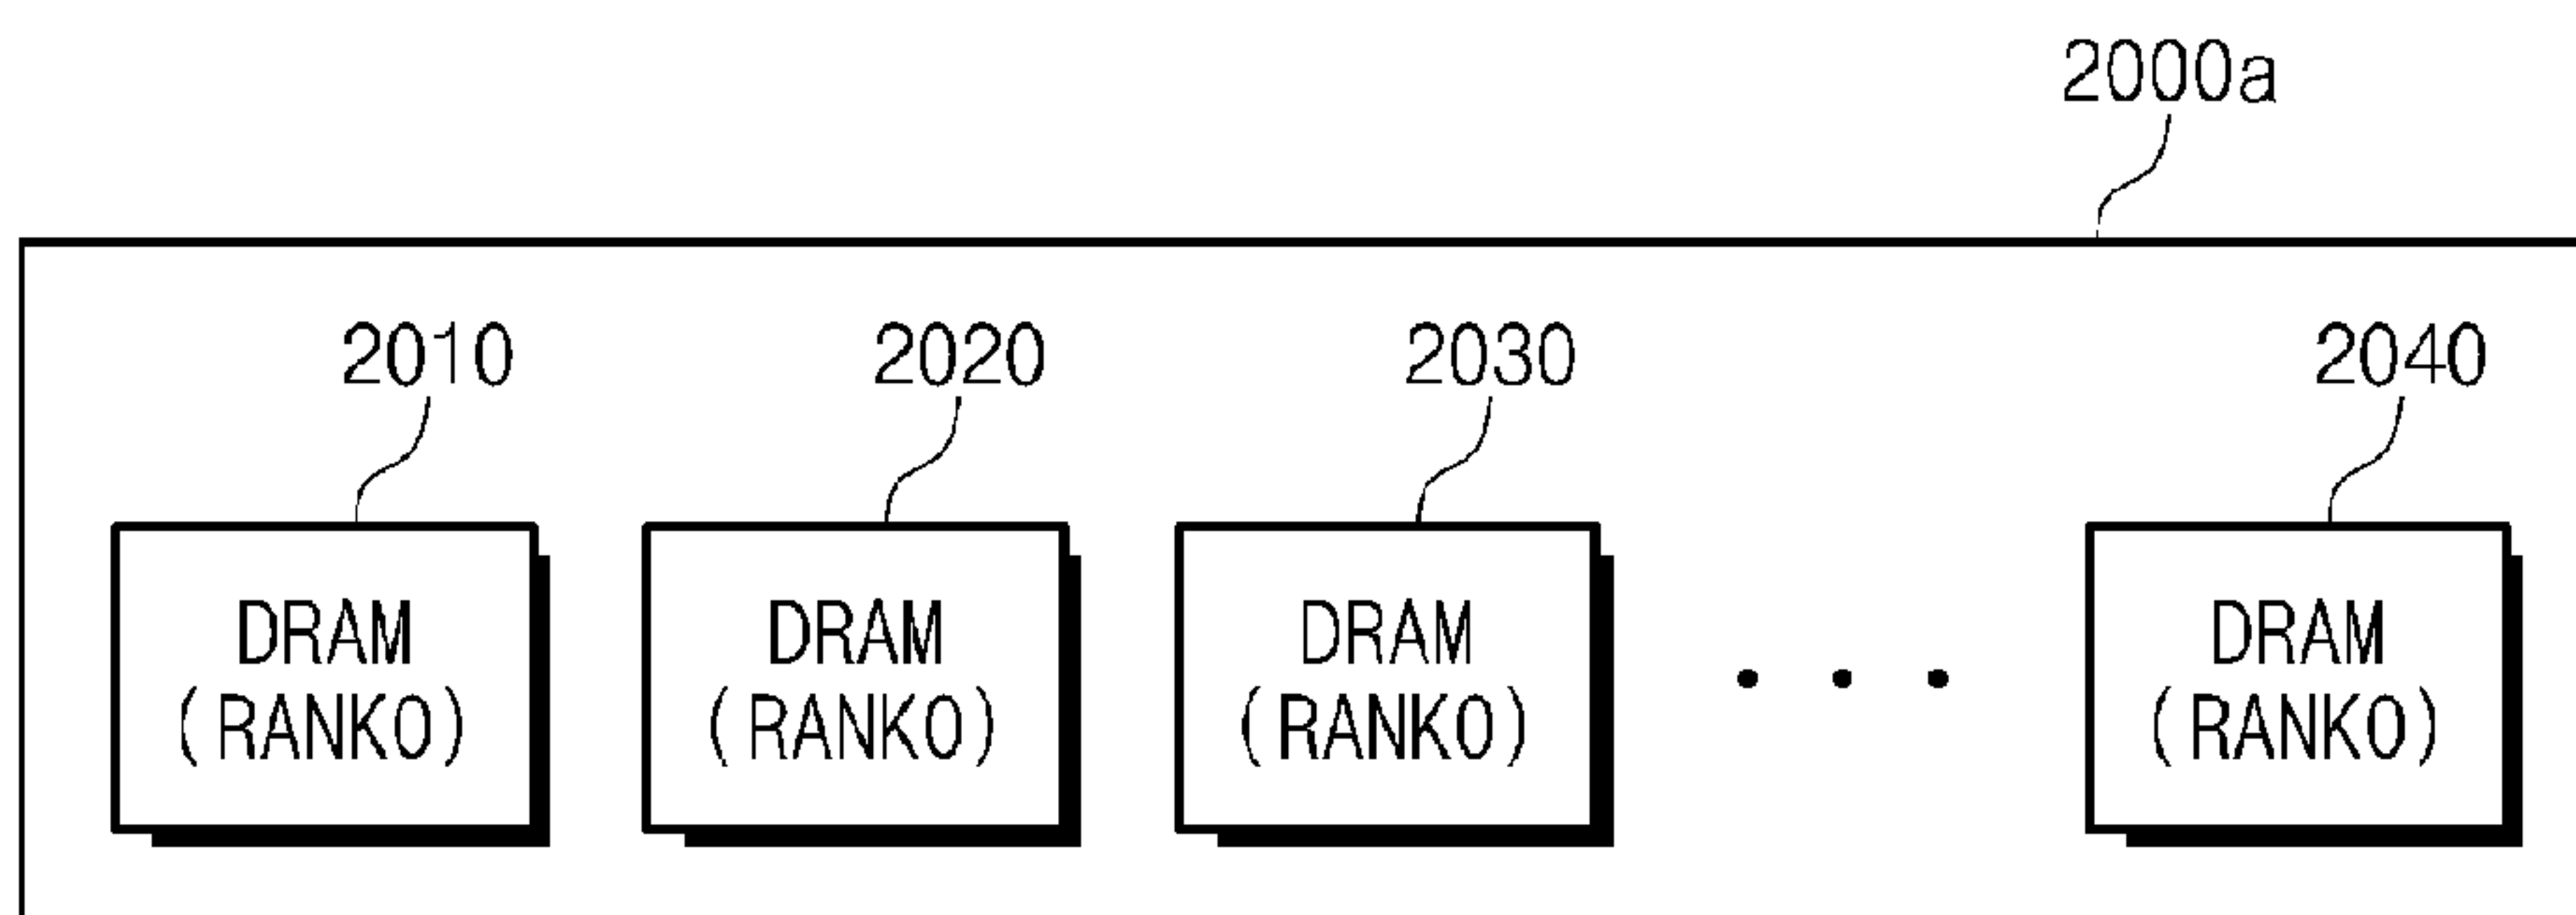 2000a
2010 2020 2030 2040
DRAM DRAM DRAM DRAM
(RANK0) (RANK0) (RANK0) • • • (RANK0)